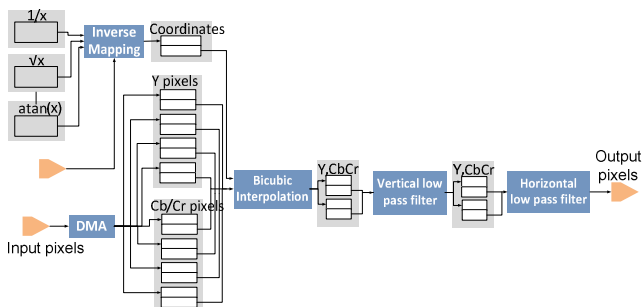 1/x
√x
atan(x)
Inverse
Mapping
Coordinates
Y pixels
Cb/Cr pixels
DMA
Input pixels
Bicubic
Interpolation
Y,CbCr
Vertical low
pass filter
Y,CbCr
Horizontal
low pass filter
Output
pixels